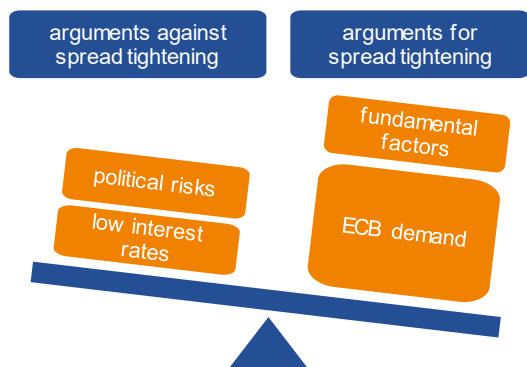 arguments against
spread tightening
arguments for
spread tightening
political risks
low interest
rates
fundamental
factors
ECB demand